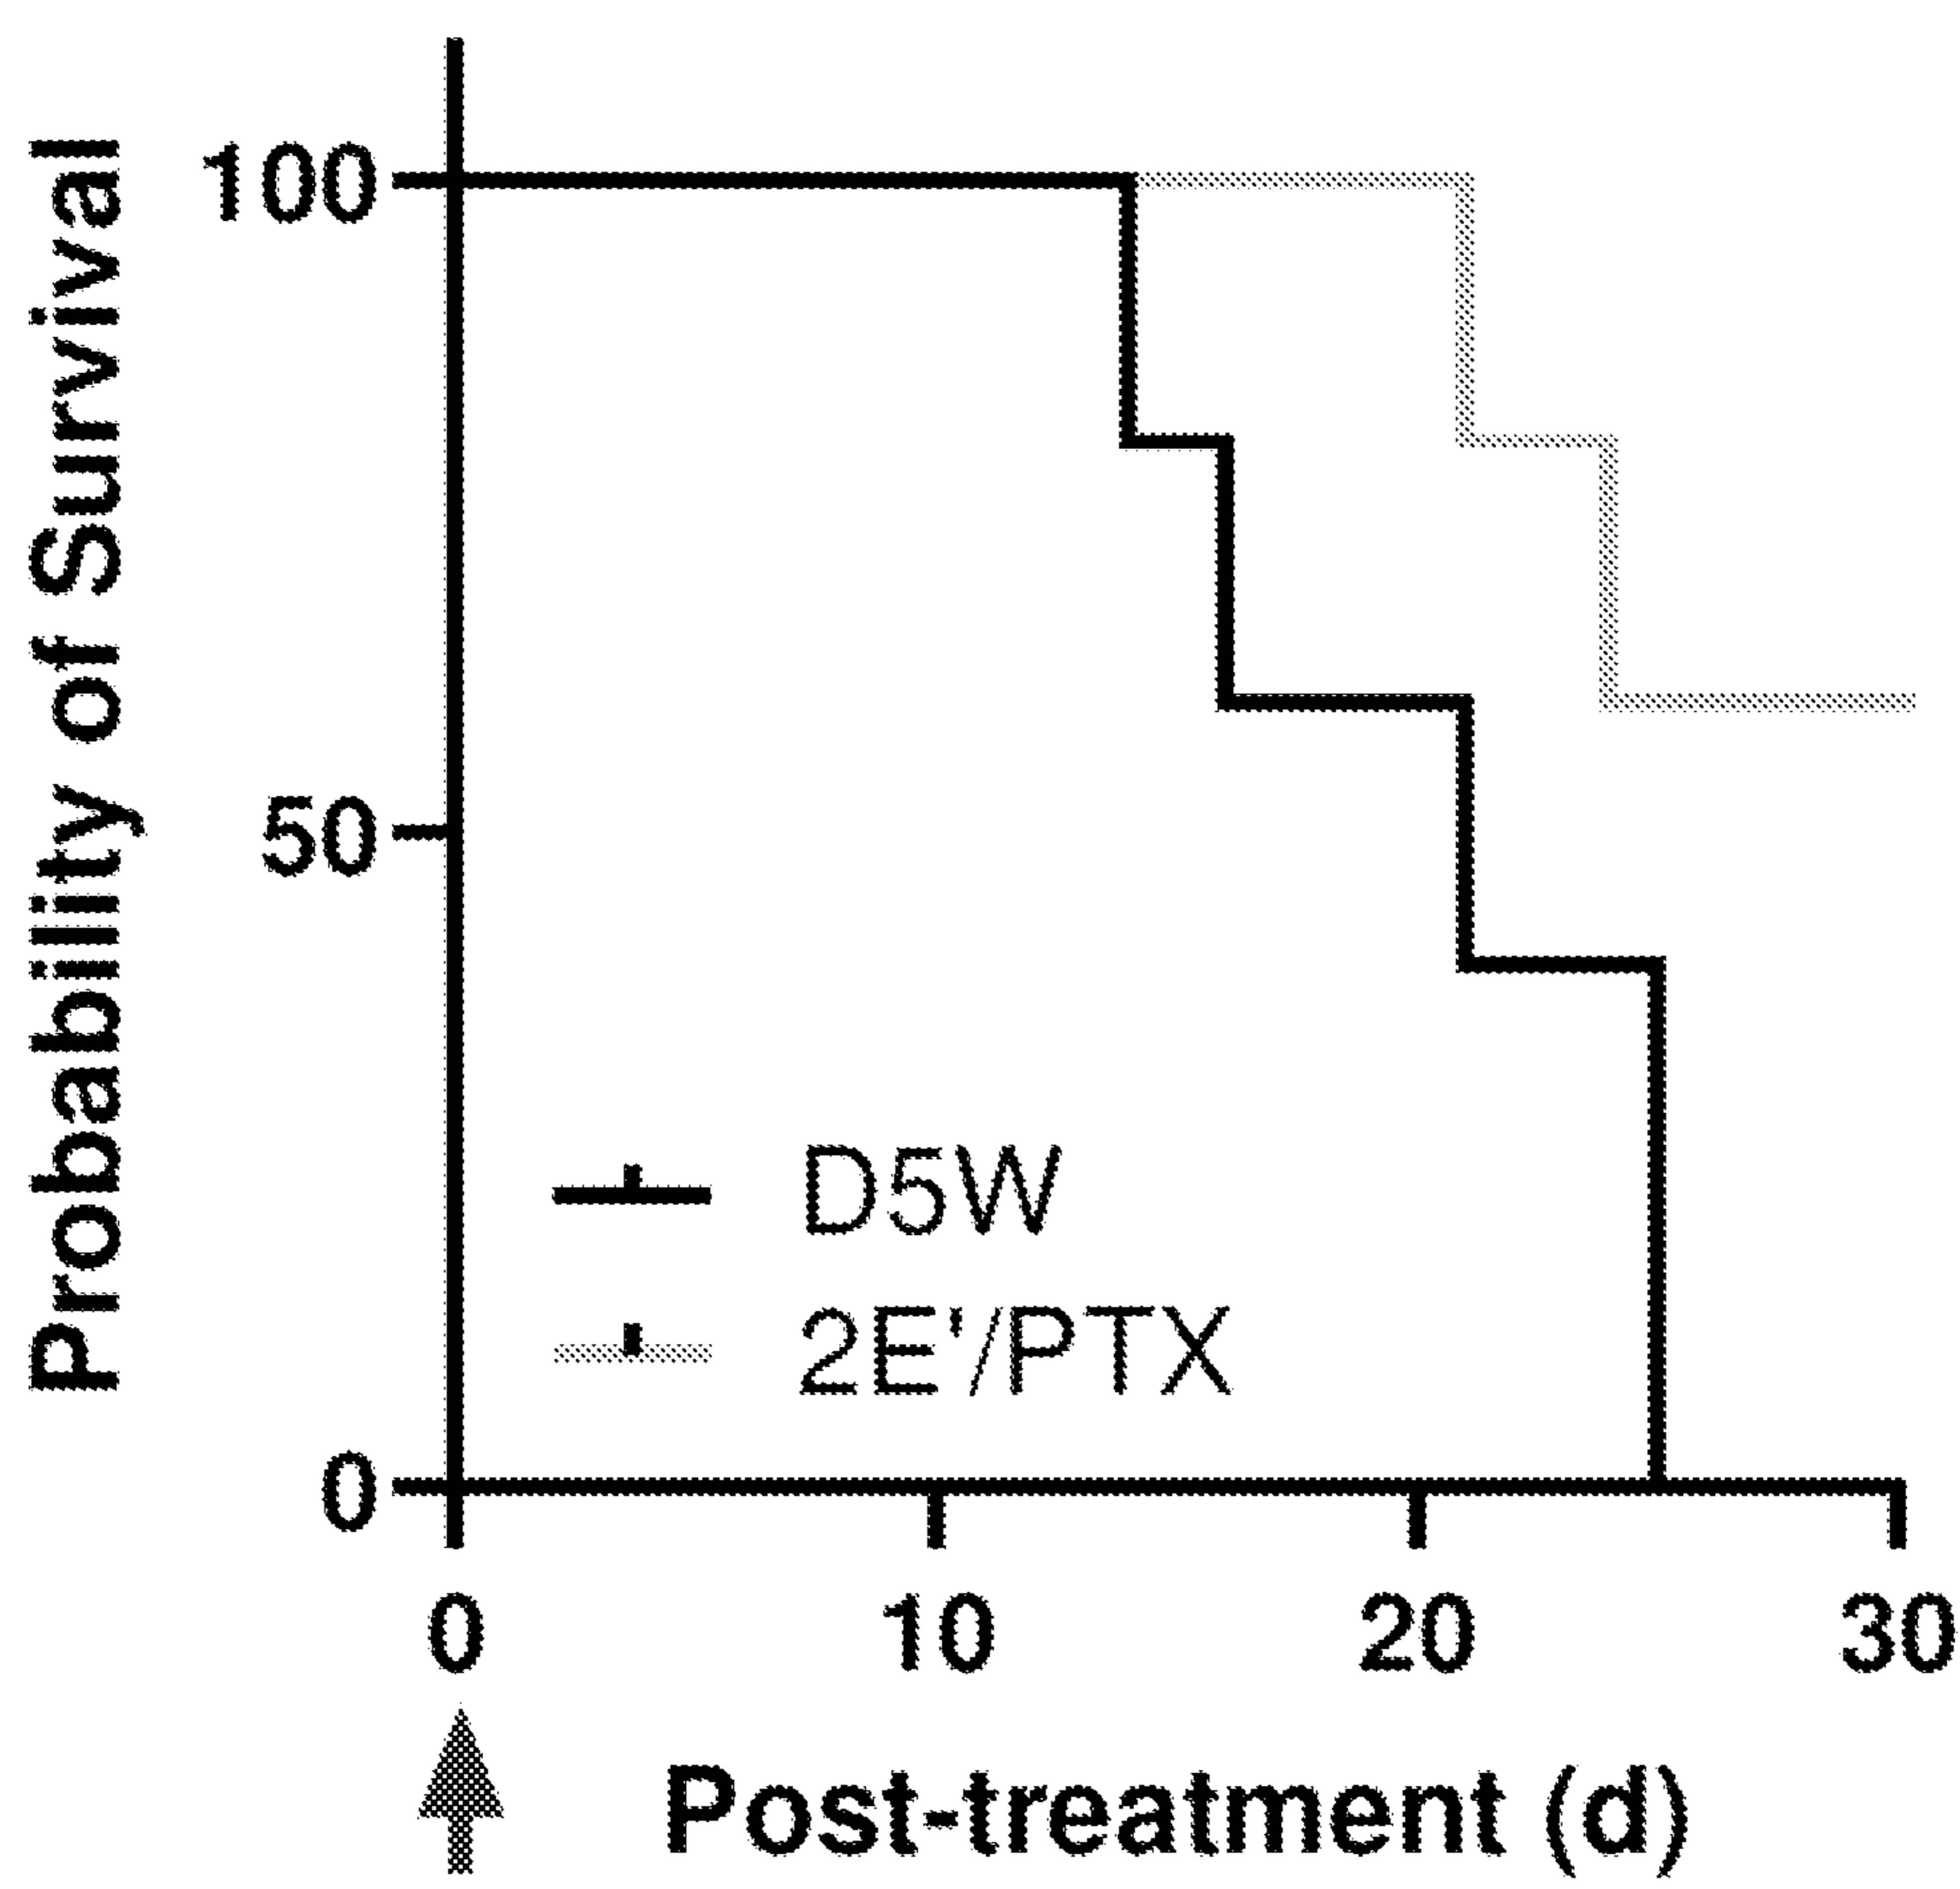 Probability of Survival
100
50
0
D5W
2E'/PTX
0 10 20 30
Post-treatment (d)